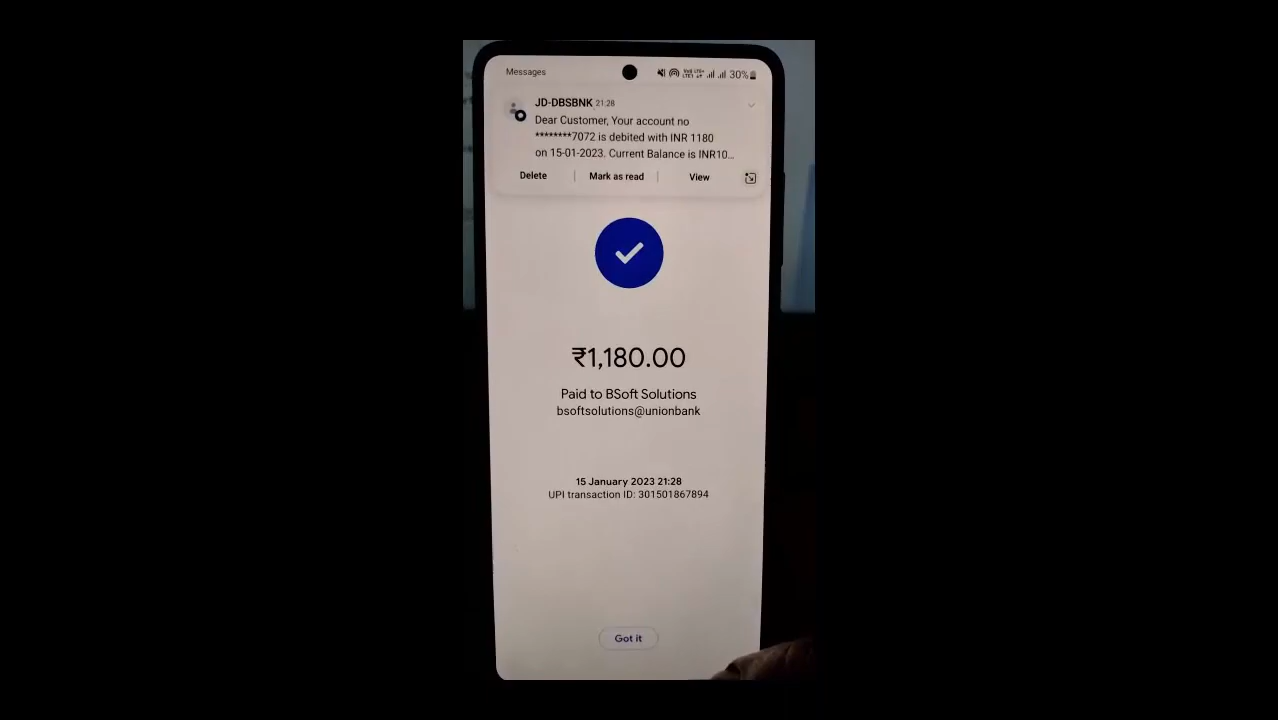 Messages
30%
JD-DBSBNK 21:28
Dear Customer, Your account no
********7072 is debited with INR 1180
on 15-01-2023. Current Balance is INR10...
Delete | Mark as read | View
₹1,180.00
Paid to BSoft Solutions
bsoftsolutions@unionbank
15 January 2023 21:28
UPI transaction ID: 301501867894
Got it